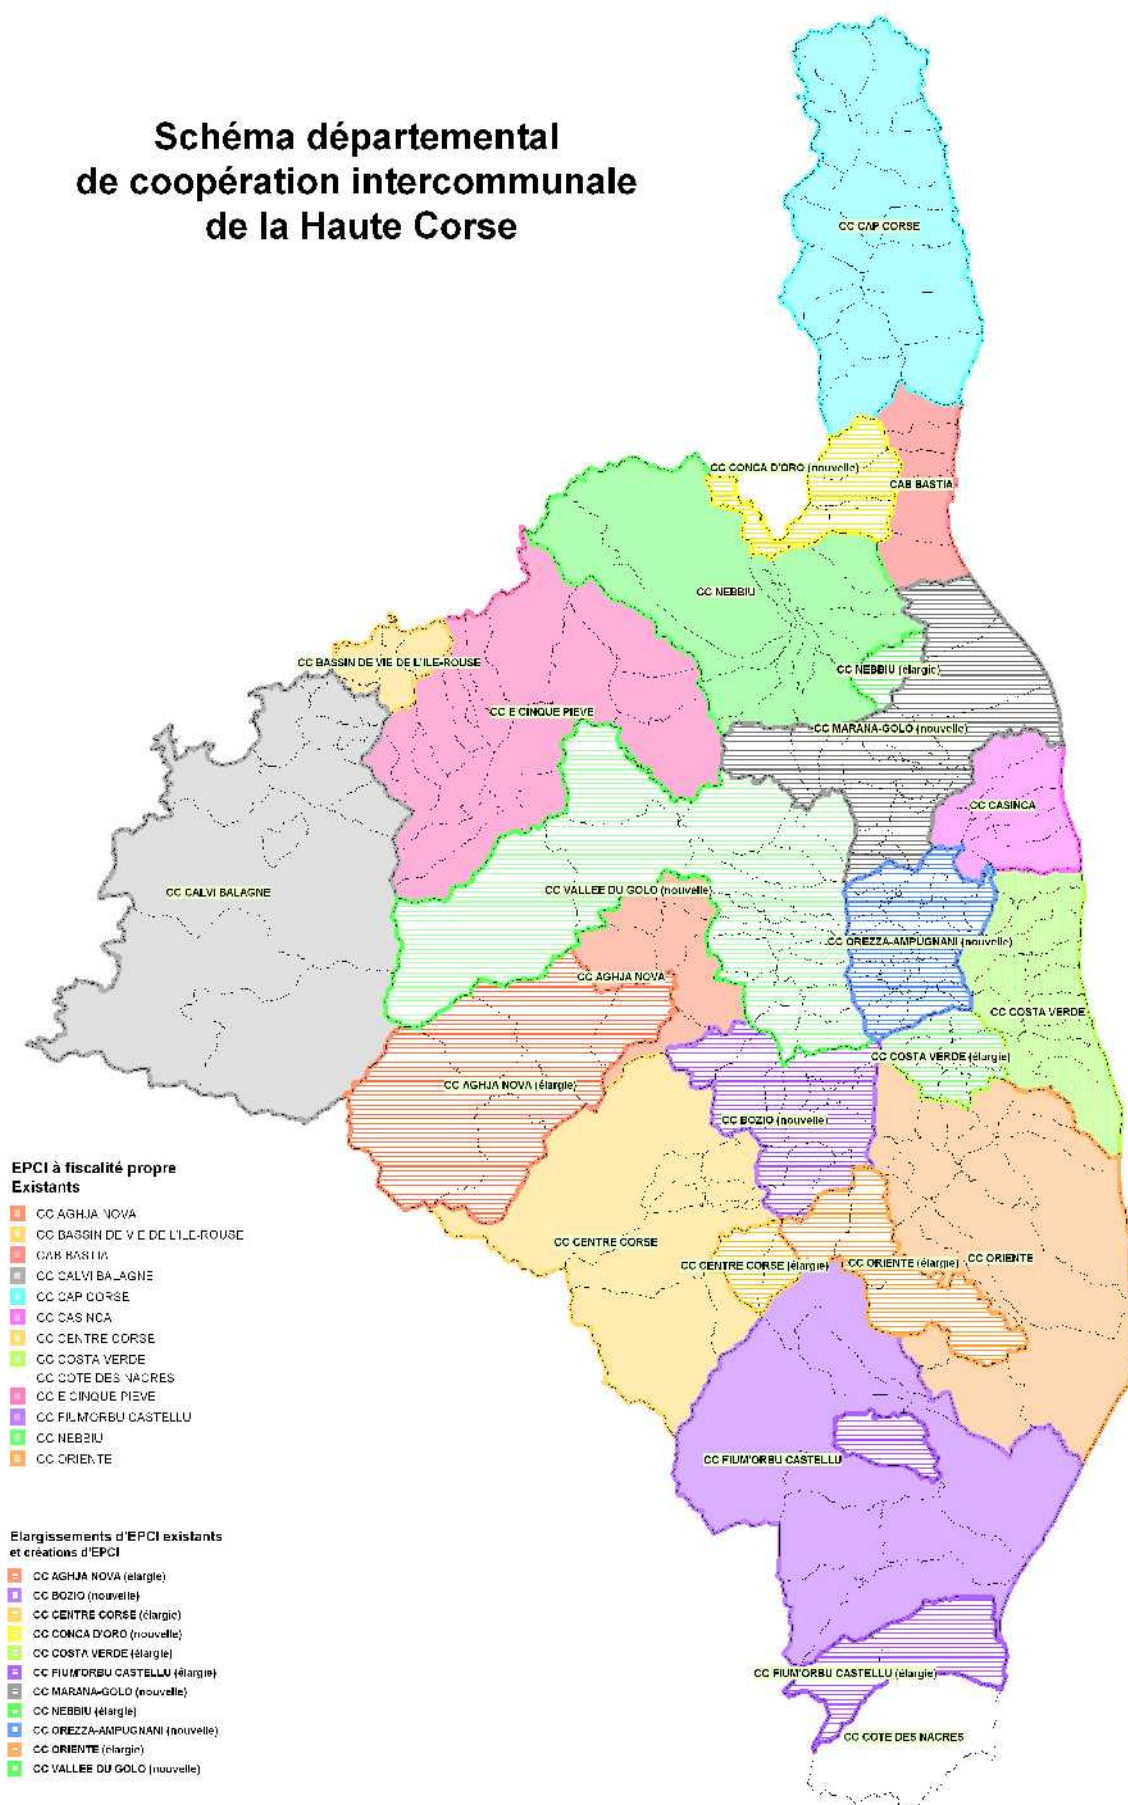 Schéma départemental
de coopération intercommunale
de la Haute Corse
CC CAP CORSE
CC CONCA D'ORO (nouvelle)
CAB BASTIA
CC NEBBIU
CC BASSIN DE VIE DE L'ILE-ROUSE
CC NEBBIU (élargie)
CC E CINQUE PIEVE
CC MARANA-GOLO (nouvelle)
CC CASINCA
CC CALVI BALAGNE
CC VALLEE DU GOLO (nouvelle)
CC OREZZA-AMPUGNANI (nouvelle)
CC AGHJA NOVA
CC COSTA VERDE
CC COSTA VERDE (élargie)
CC AGHJA NOVA (élargie)
CC BOZIO (nouvelle)
CC CENTRE CORSE
CC CENTRE CORSE (élargie)
CC ORIENTE (élargie)
CC ORIENTE
CC FIUM'ORBU CASTELLU
CC FIUM'ORBU CASTELLU (élargie)
CC COTE DES NACRES
EPCI à fiscalité propre
Existants
CC AGHJA NOVA
CC BASSIN DE VIE DE L'ILE-ROUSE
CAB BASTIA
CC CALVI BALAGNE
CC CAP CORSE
CC CASINCA
CC CENTRE CORSE
CC COSTA VERDE
CC COTE DES NACRES
CC E CINQUE PIEVE
CC FIUM'ORBU CASTELLU
CC NEBBIU
CC ORIENTE
Elargissements d'EPCI existants
et créations d'EPCI
CC AGHJA NOVA (élargie)
CC BOZIO (nouvelle)
CC CENTRE CORSE (élargie)
CC CONCA D'ORO (nouvelle)
CC COSTA VERDE (élargie)
CC FIUM'ORBU CASTELLU (élargie)
CC MARANA-GOLO (nouvelle)
CC NEBBIU (élargie)
CC OREZZA-AMPUGNANI (nouvelle)
CC ORIENTE (élargie)
CC VALLEE DU GOLO (nouvelle)